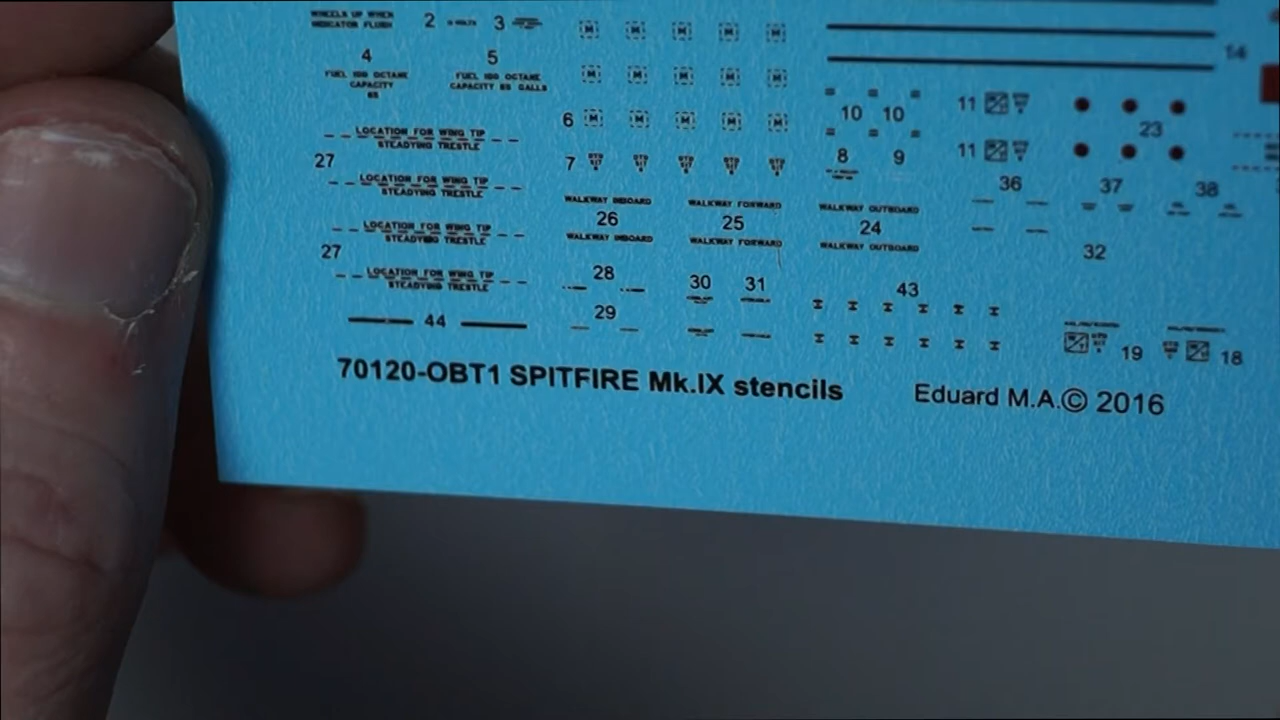 WHEELS UP WHEN
INDICATOR FLUSH
2
3
4
5
FUEL 100 OCTANE
CAPACITY
FUEL 100 OCTANE
CAPACITY 85 GALLS
14
M M M M M
M M M M M
6 M M M M M
10 10
11
23
LOCATION FOR WING TIP
STEADYING TRESTLE
27
7
8
9
11
LOCATION FOR WING TIP
STEADYING TRESTLE
36
37
38
WALKWAY INBOARD
WALKWAY FORWARD
WALKWAY OUTBOARD
26
25
24
LOCATION FOR WING TIP
STEADYING TRESTLE
WALKWAY INBOARD
WALKWAY FORWARD
WALKWAY OUTBOARD
27
32
LOCATION FOR WING TIP
STEADYING TRESTLE
28
30
31
43
29
44
19
18
70120-OBT1 SPITFIRE Mk.IX stencils
Eduard M.A.© 2016